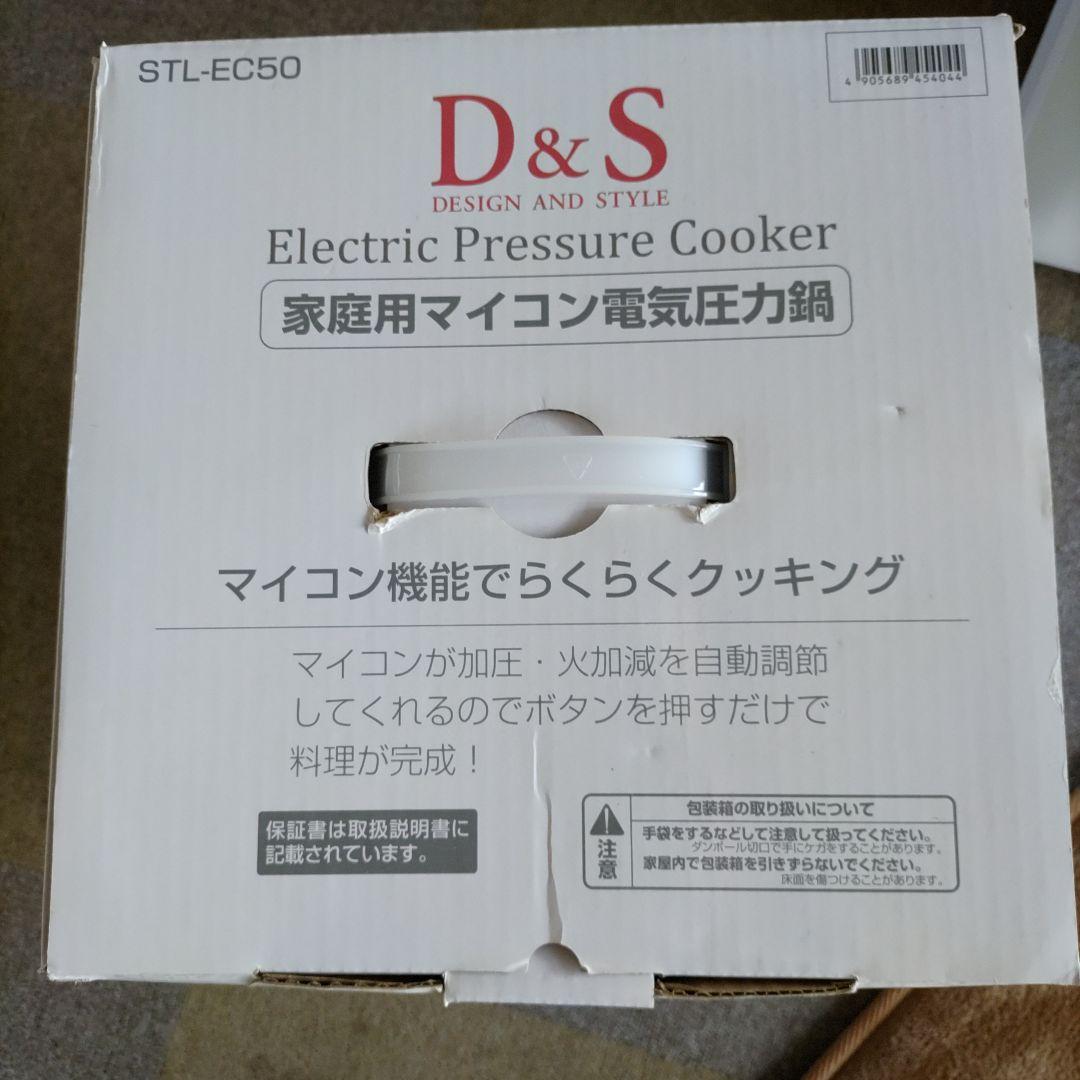 STL-EC50
4 905689 454044
D&S
DESIGN AND STYLE
Electric Pressure Cooker
家庭用マイコン電気圧力鍋
マイコン機能でらくらくクッキング
マイコンが加圧・火加減を自動調節
してくれるのでボタンを押すだけで
料理が完成！
保証書は取扱説明書に
記載されています。
注意
包装箱の取り扱いについて
手袋をするなどして注意して扱ってください。
ダンボール切口で手にケガをすることがあります。
家屋内で包装箱を引きずらないでください。
床面を傷つけることがあります。